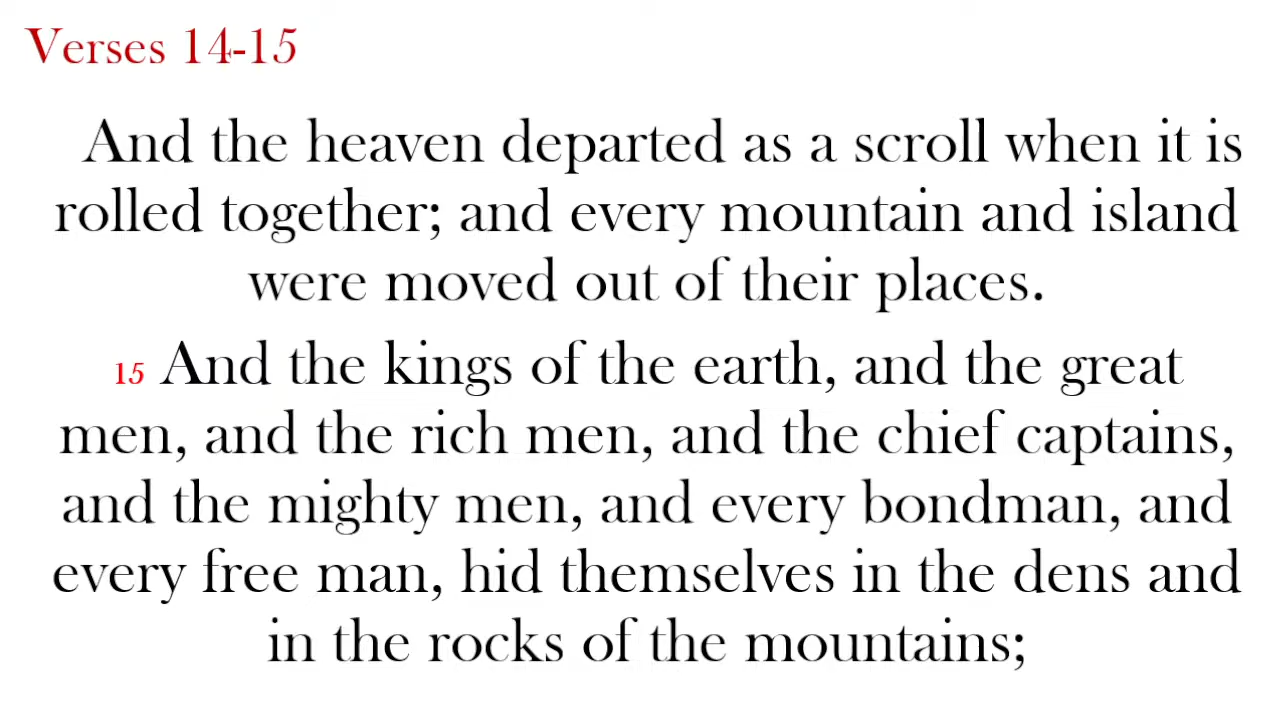 Verses 14-15
And the heaven departed as a scroll when it is
rolled together; and every mountain and island
were moved out of their places.
15 And the kings of the earth, and the great
men, and the rich men, and the chief captains,
and the mighty men, and every bondman, and
every free man, hid themselves in the dens and
in the rocks of the mountains;